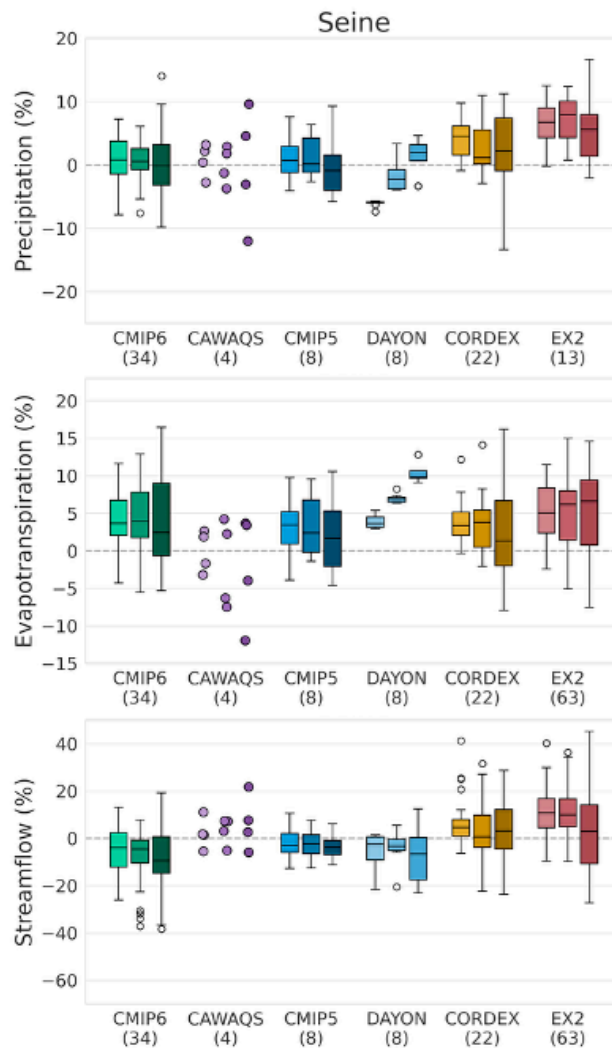 Seine
Precipitation (%)
20
10
0
−10
−20
CMIP6 CAWAQS CMIP5 DAYON CORDEX EX2
(34) (4) (8) (8) (22) (13)
Evapotranspiration (%)
20
15
10
5
0
−5
−10
−15
CMIP6 CAWAQS CMIP5 DAYON CORDEX EX2
(34) (4) (8) (8) (22) (63)
Streamflow (%)
40
20
0
−20
−40
−60
CMIP6 CAWAQS CMIP5 DAYON CORDEX EX2
(34) (4) (8) (8) (22) (63)